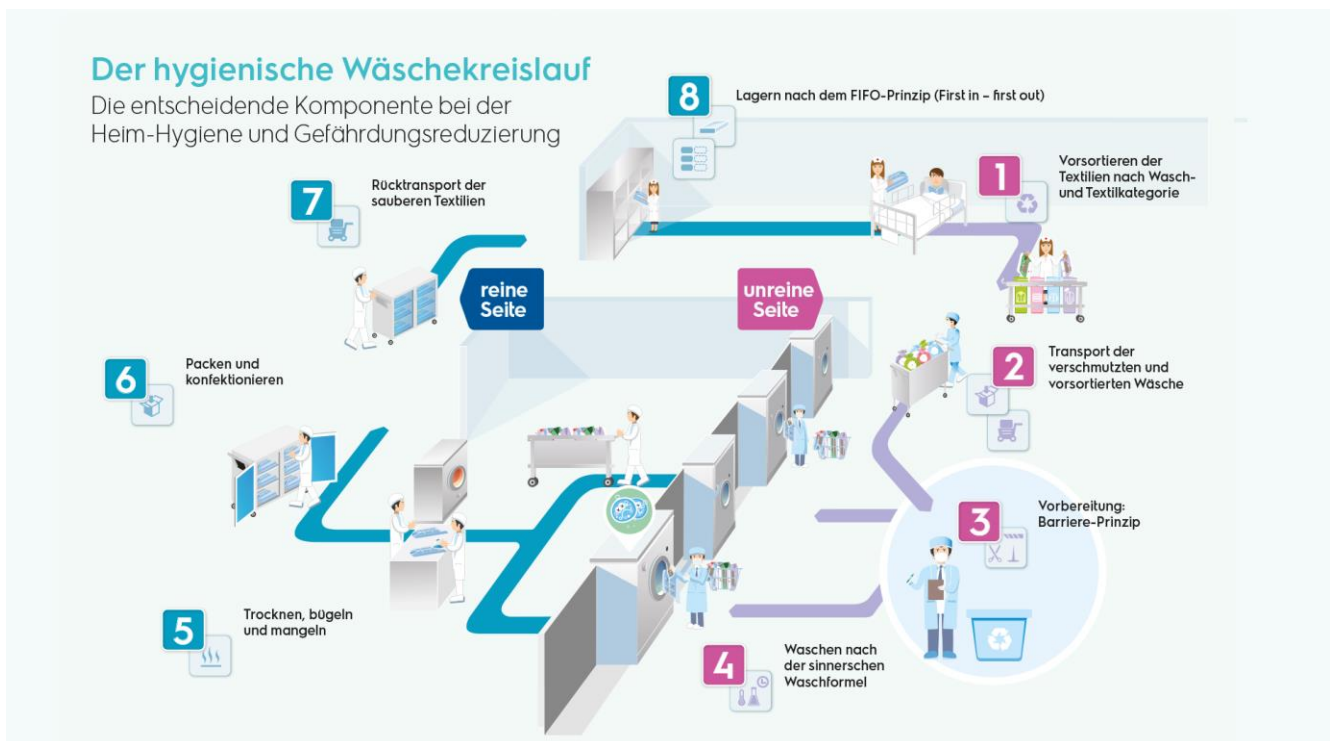 Der hygienische Wäschekreislauf
Die entscheidende Komponente bei der
Heim-Hygiene und Gefährdungsreduzierung
8
Lagern nach dem FIFO-Prinzip (First in – first out)
1
Vorsortieren der
Textilien nach Wasch-
und Textilkategorie
7
Rücktransport der
sauberen Textilien
reine
Seite
unreine
Seite
2
Transport der
verschmutzten und
vorsortierten Wäsche
6
Packen und
konfektionieren
3
Vorbereitung:
Barriere-Prinzip
5
Trocknen, bügeln
und mangeln
4
Waschen nach
der sinnerschen
Waschformel